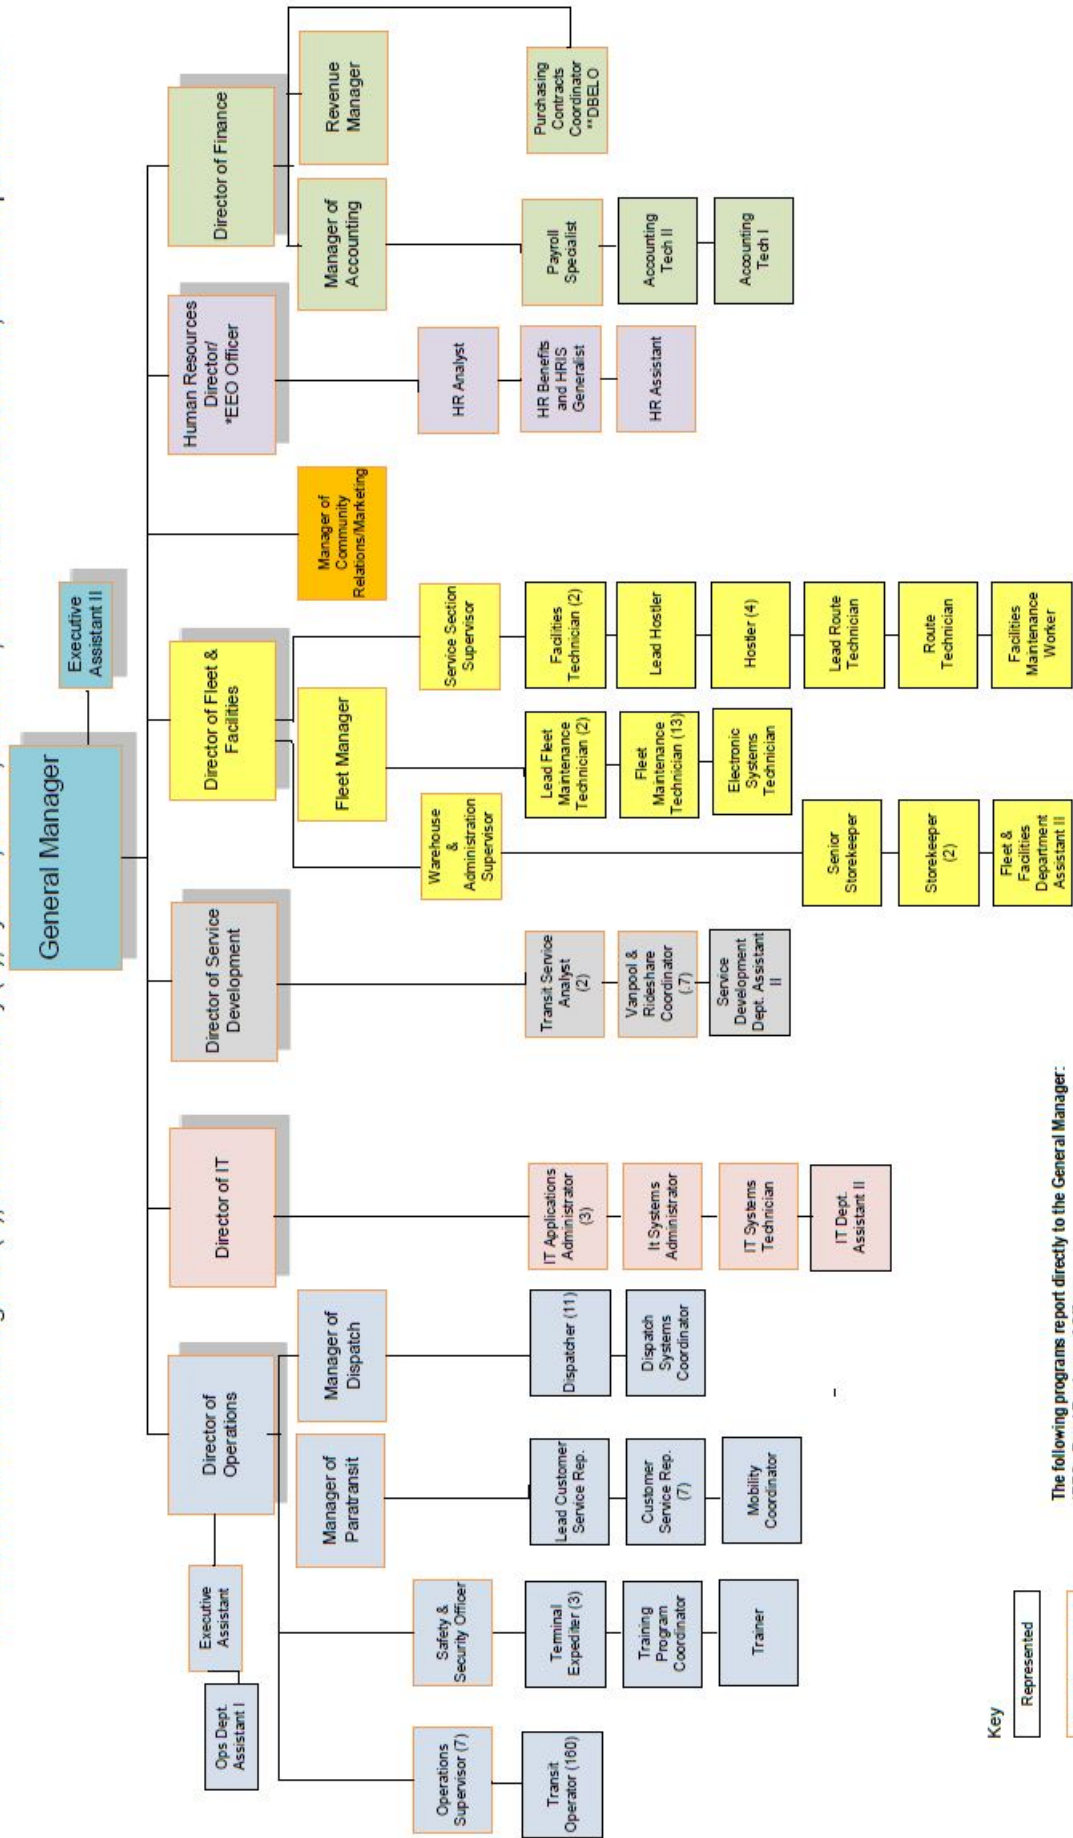 General Manager
Executive
Assistant II
Director of
Operations
Director of IT
Director of Service
Development
Director of Fleet &
Facilities
Human Resources
Director/
*EEO Officer
Director of Finance
Executive
Assistant
Ops Dept.
Assistant I
Manager of
Paratransit
Manager of
Dispatch
Fleet Manager
Manager of
Community
Relations/Marketing
Manager of
Accounting
Revenue
Manager
Operations
Supervisor (7)
Safety &
Security Officer
Warehouse
&
Administration
Supervisor
Service Section
Supervisor
HR Analyst
Transit
Operator (160)
Terminal
Expediter (3)
Training
Program
Coordinator
Trainer
Lead Customer
Service Rep.
Customer
Service Rep.
(7)
Mobility
Coordinator
Dispatcher (11)
Dispatch
Systems
Coordinator
IT Applications
Administrator
(3)
It Systems
Administrator
IT Systems
Technician
IT Dept.
Assistant II
Transit Service
Analyst
(2)
Vanpool &
Rideshare
Coordinator
(.7)
Service
Development
Dept. Assistant
II
Senior
Storekeeper
Storekeeper
(2)
Fleet &
Facilities
Department
Assistant II
Lead Fleet
Maintenance
Technician (2)
Fleet
Maintenance
Technician (13)
Electronic
Systems
Technician
Facilities
Technician (2)
Lead Hostler
Hostler (4)
Lead Route
Technician
Route
Technician
Facilities
Maintenance
Worker
HR Benefits
and HRIS
Generalist
HR Assistant
Payroll
Specialist
Accounting
Tech II
Accounting
Tech I
Purchasing
Contracts
Coordinator
**DBELO
Key
Represented
The following programs report directly to the General Manager: